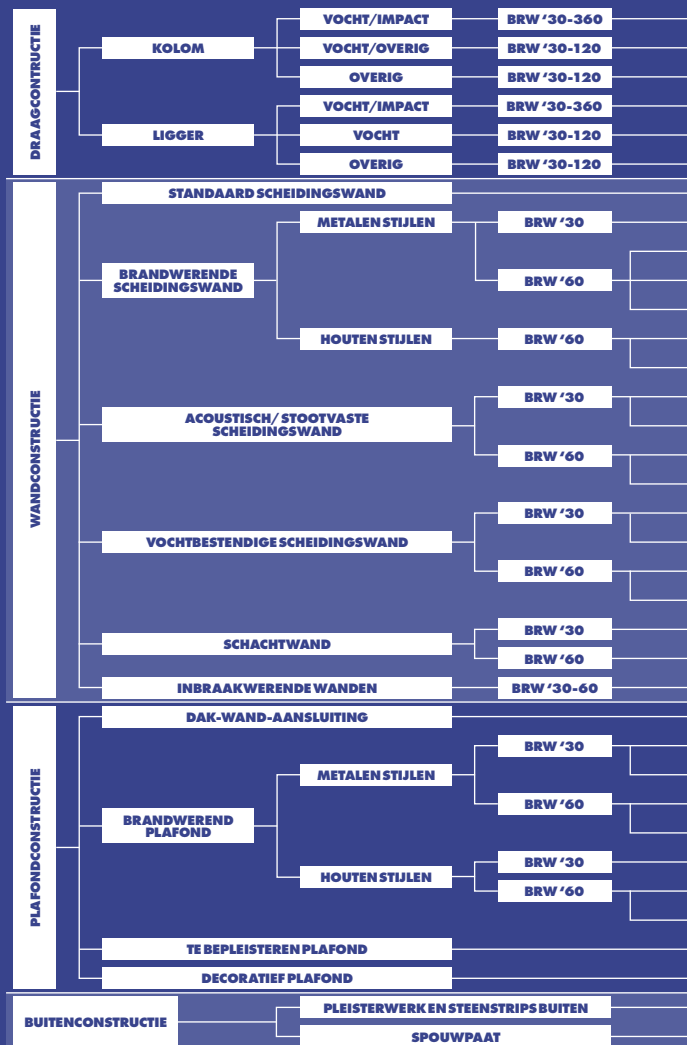 DRAAGCONTRUCTIE
KOLOM
VOCHT/IMPACT
BRW ‘30-360
VOCHT/OVERIG
BRW ‘30-120
OVERIG
BRW ‘30-120
LIGGER
VOCHT/IMPACT
BRW ‘30-360
VOCHT
BRW ‘30-120
OVERIG
BRW ‘30-120
WANDCONSTRUCTIE
STANDAARD SCHEIDINGSWAND
BRANDWERENDE
SCHEIDINGSWAND
METALEN STIJLEN
BRW ‘30
BRW ‘60
HOUTEN STIJLEN
BRW ‘60
ACOUSTISCH/ STOOTVASTE
SCHEIDINGSWAND
BRW ‘30
BRW ‘60
VOCHTBESTENDIGE SCHEIDINGSWAND
BRW ‘30
BRW ‘60
SCHACHTWAND
BRW ‘30
BRW ‘60
INBRAAKWERENDE WANDEN
BRW ‘30-60
PLAFONDCONSTRUCTIE
DAK-WAND-AANSLUITING
BRANDWEREND
PLAFOND
METALEN STIJLEN
BRW ‘30
BRW ‘60
HOUTEN STIJLEN
BRW ‘30
BRW ‘60
TE BEPLEISTEREN PLAFOND
DECORATIEF PLAFOND
BUITENCONSTRUCTIE
PLEISTERWERK EN STEENSTRIPS BUITEN
SPOUWPAAT